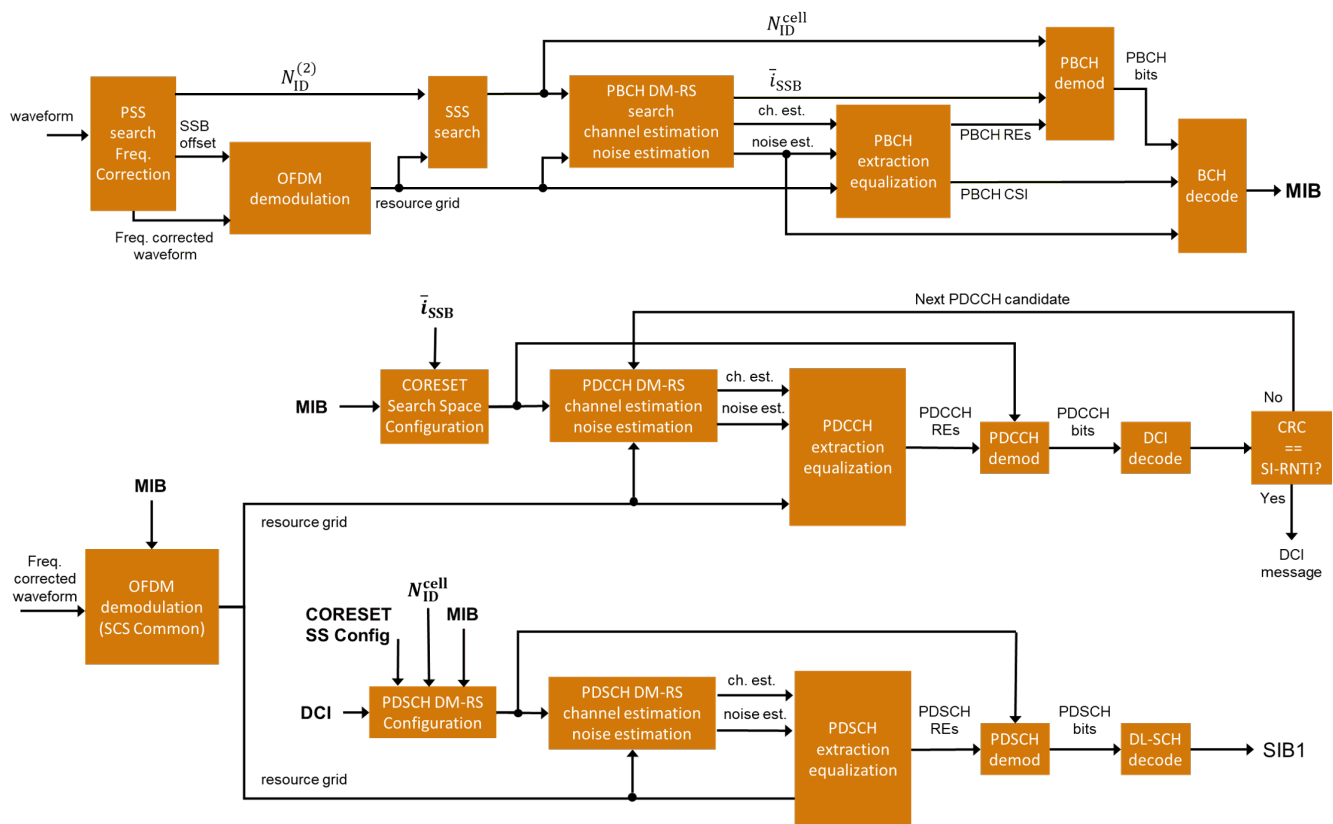 waveform
PSS
search
Freq.
Correction
N_ID^(2)
SSB
offset
Freq. corrected
waveform
OFDM
demodulation
resource grid
SSS
search
N_ID^cell
PBCH DM-RS
search
channel estimation
noise estimation
i̅_SSB
ch. est.
noise est.
PBCH
extraction
equalization
PBCH REs
PBCH CSI
PBCH
demod
PBCH
bits
BCH
decode
MIB
i̅_SSB
MIB
CORESET
Search Space
Configuration
Next PDCCH candidate
PDCCH DM-RS
channel estimation
noise estimation
ch. est.
noise est.
PDCCH
extraction
equalization
PDCCH
REs
PDCCH
demod
PDCCH
bits
DCI
decode
No
CRC
==
SI-RNTI?
Yes
DCI
message
MIB
Freq.
corrected
waveform
OFDM
demodulation
(SCS Common)
resource grid
CORESET
SS Config
N_ID^cell
MIB
DCI
PDSCH DM-RS
Configuration
PDSCH DM-RS
channel estimation
noise estimation
ch. est.
noise est.
resource grid
PDSCH
extraction
equalization
PDSCH
REs
PDSCH
demod
PDSCH
bits
DL-SCH
decode
SIB1